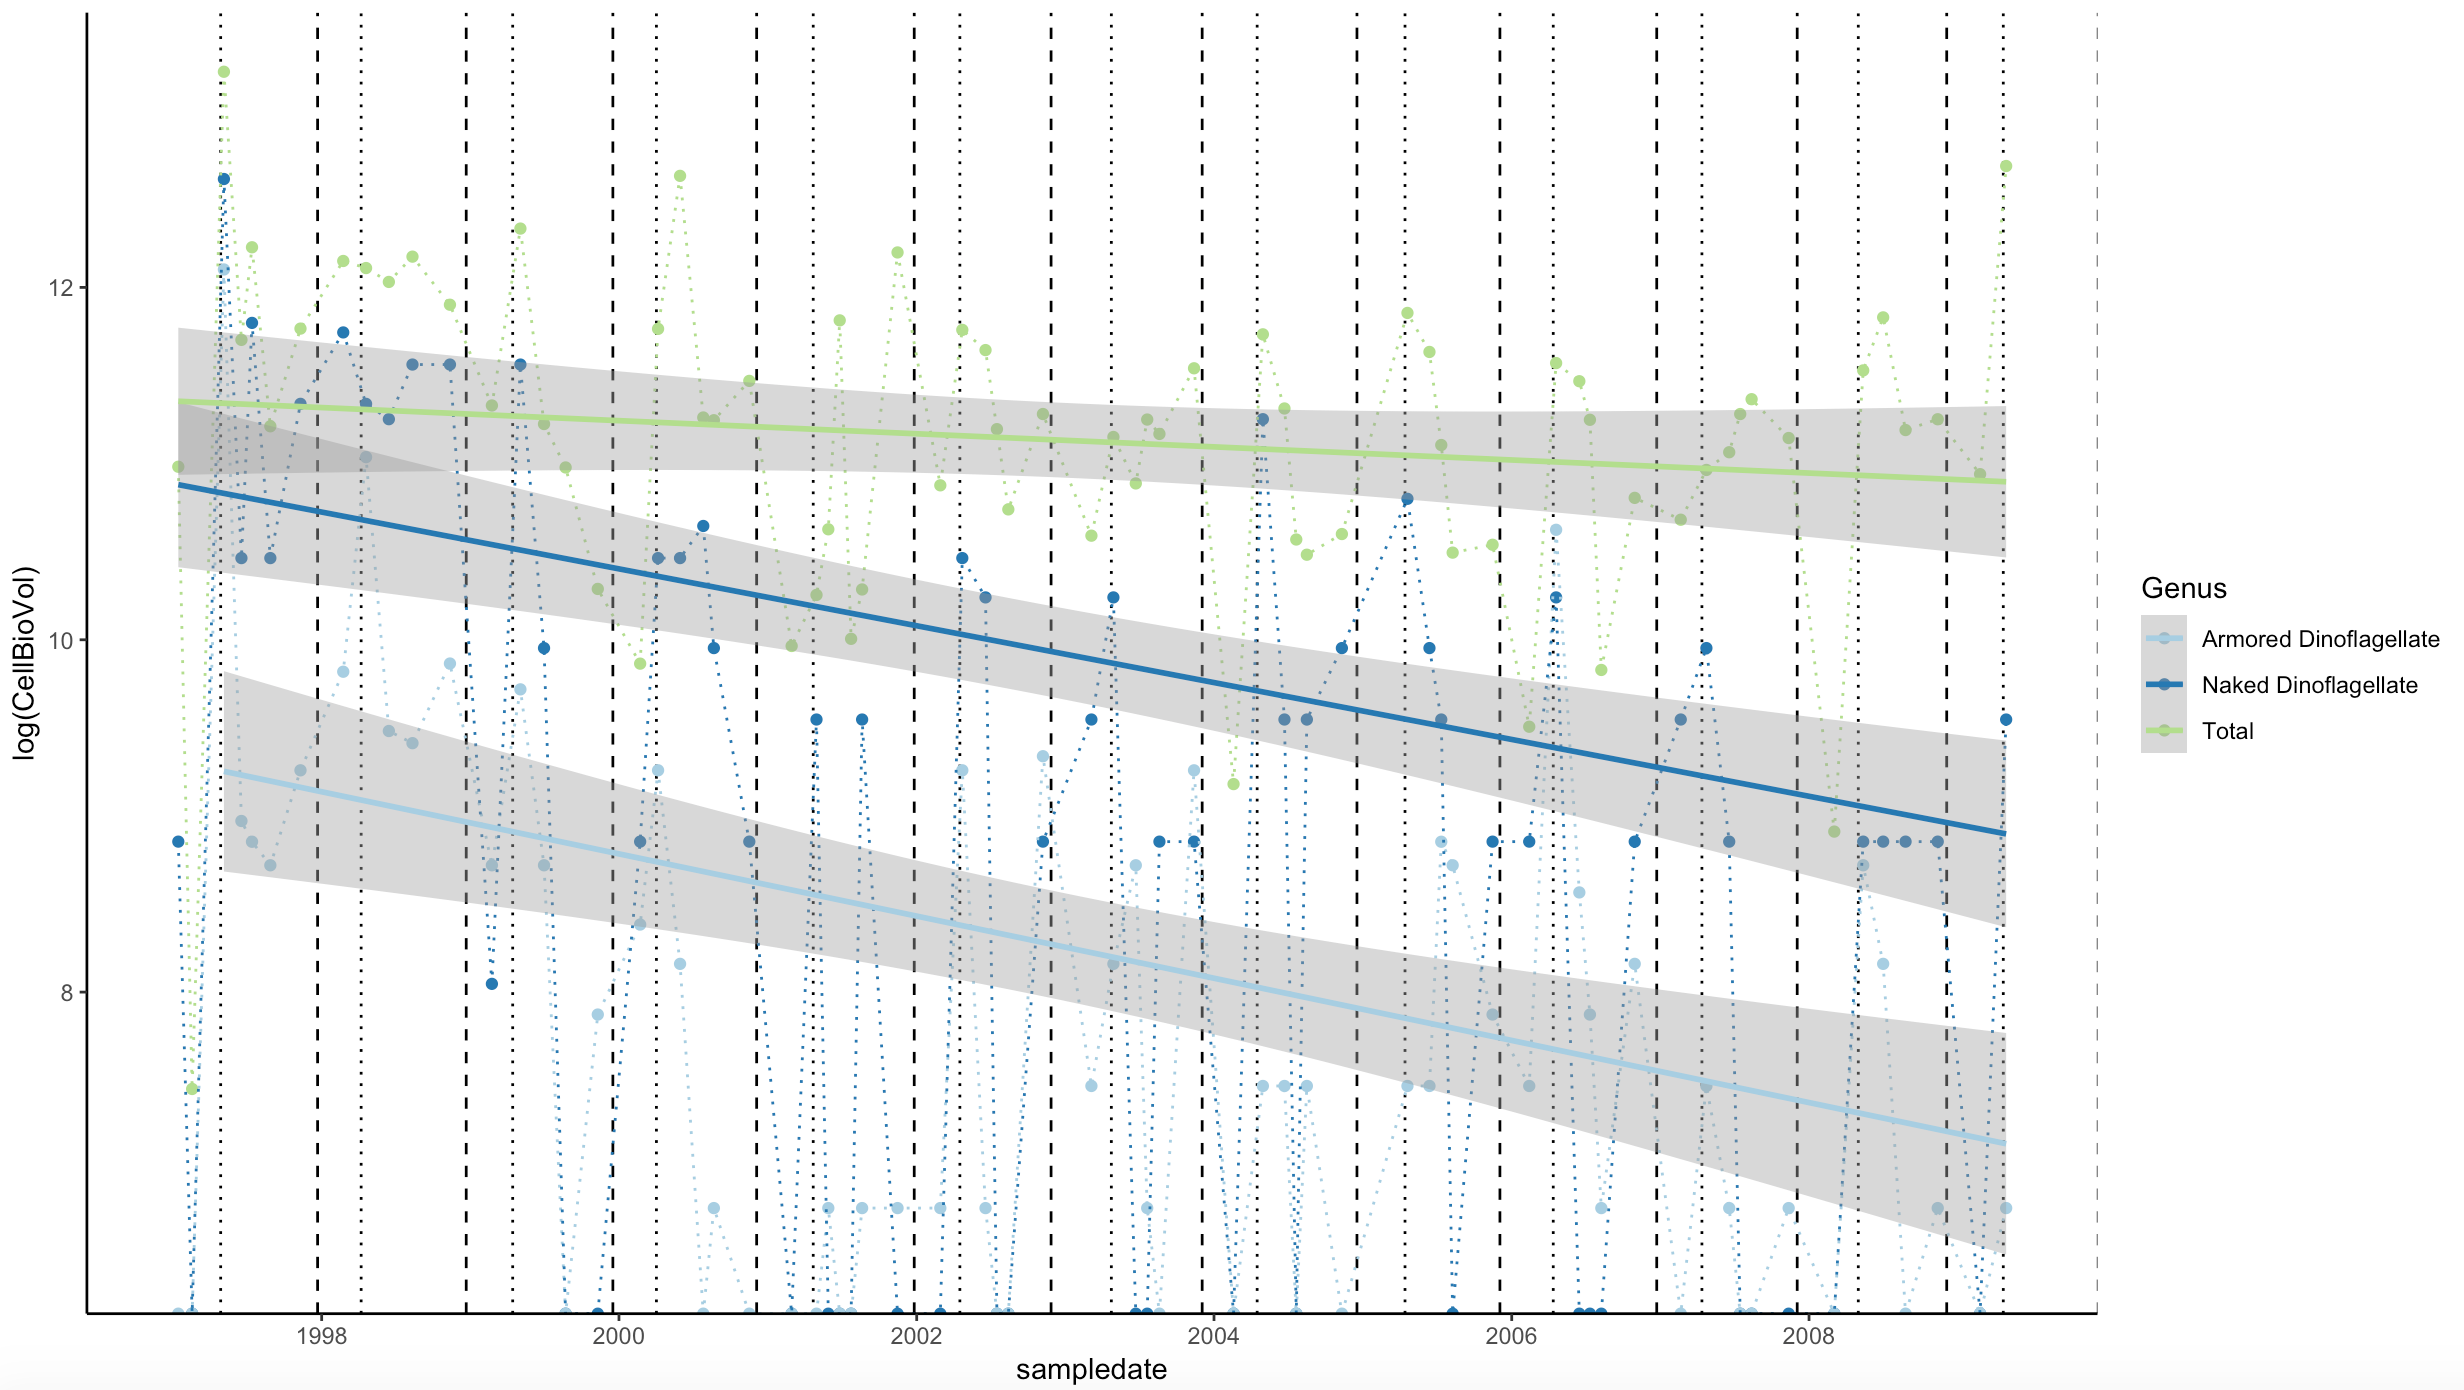 log(CellBioVol)
12
10
8
1998
2000
2002
2004
2006
2008
sampledate
Genus
Armored Dinoflagellate
Naked Dinoflagellate
Total